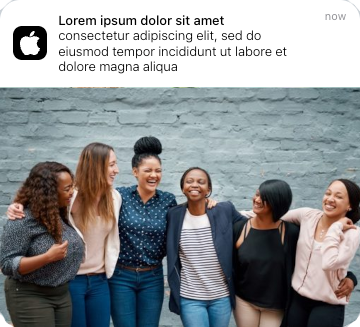 Lorem ipsum dolor sit amet
now
consectetur adipiscing elit, sed do
eiusmod tempor incididunt ut labore et
dolore magna aliqua